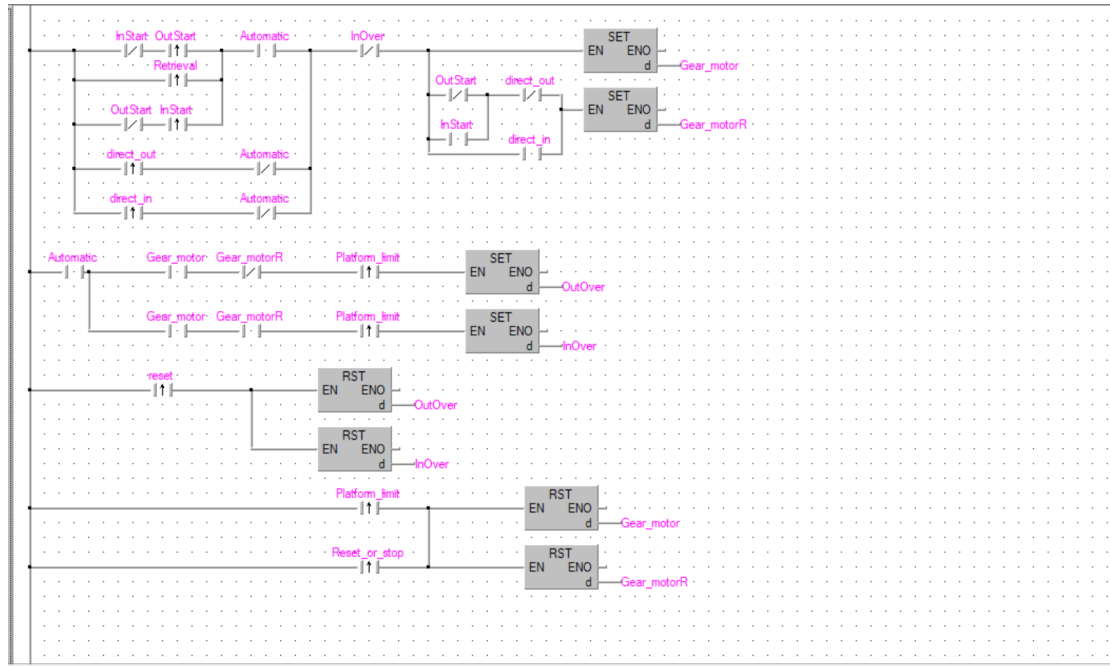 InStart OutStart Automatic InOver SET
EN ENO
d Gear_motor
Retrieval
OutStart direct_out SET
EN ENO
d Gear_motorR
OutStart InStart
InStart direct_in
direct_out Automatic
direct_in Automatic
Automatic Gear_motor Gear_motorR Platform_limit SET
EN ENO
d OutOver
Gear_motor Gear_motorR Platform_limit SET
EN ENO
d InOver
reset RST
EN ENO
d OutOver
RST
EN ENO
d InOver
Platform_limit RST
EN ENO
d Gear_motor
Reset_or_stop RST
EN ENO
d Gear_motorR